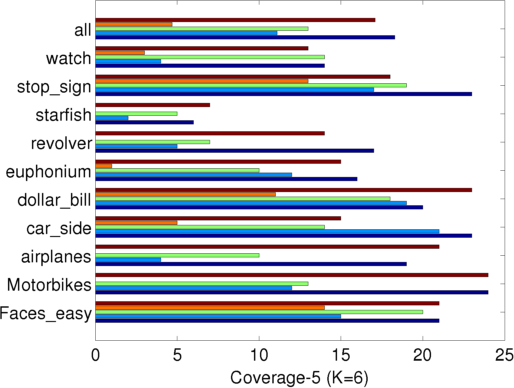 all
watch
stop_sign
starfish
revolver
euphonium
dollar_bill
car_side
airplanes
Motorbikes
Faces_easy
0 5 10 15 20 25
Coverage-5 (K=6)